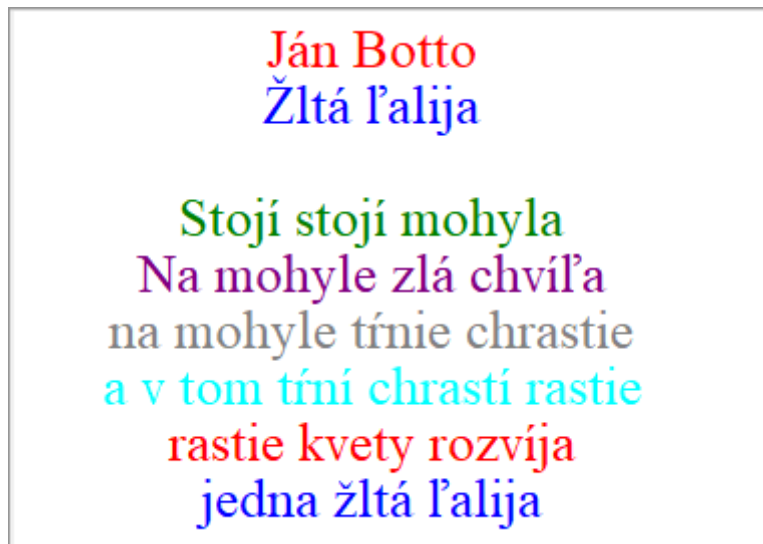 Ján Botto
Žltá ľalija
Stojí stojí mohyla
Na mohyle zlá chvíľa
na mohyle tŕnie chrastie
a v tom tŕní chrastí rastie
rastie kvety rozvíja
jedna žltá ľalija